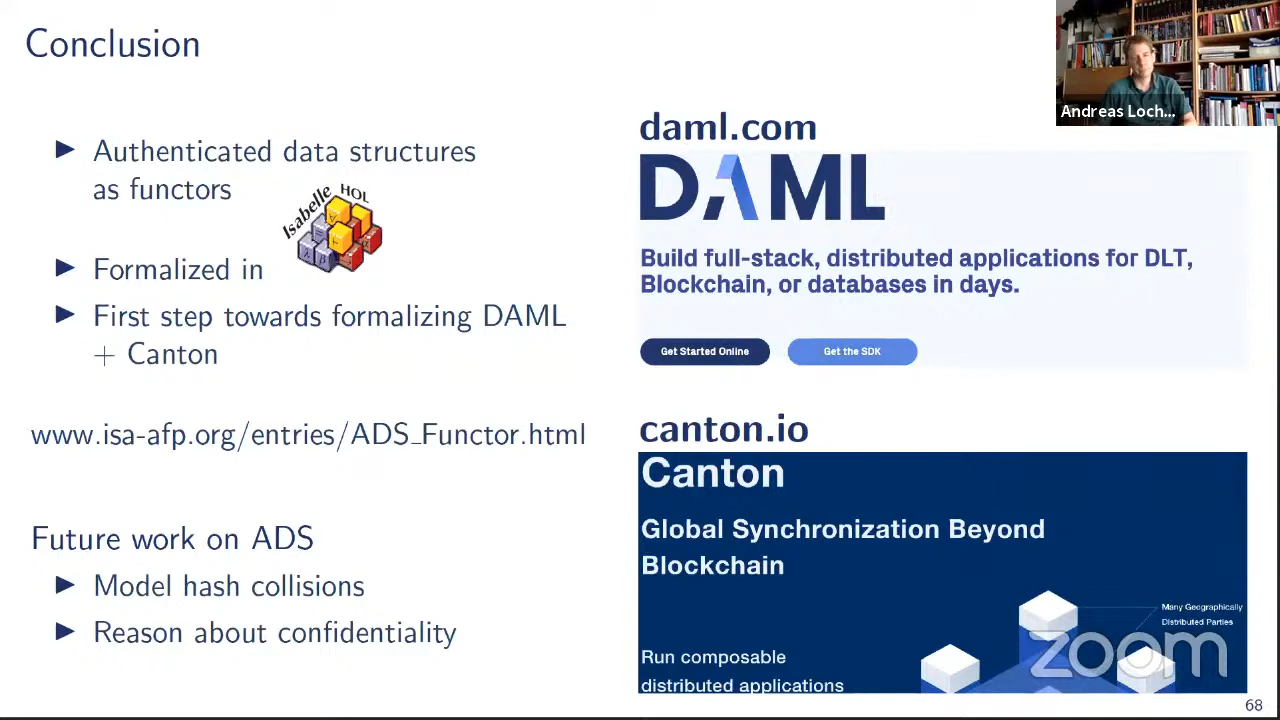 Conclusion
Authenticated data structures
as functors
Isabelle HOL
Formalized in
First step towards formalizing DAML
+ Canton
www.isa-afp.org/entries/ADS_Functor.html
Future work on ADS
Model hash collisions
Reason about confidentiality
Andreas Loch...
daml.com
DAML
Build full-stack, distributed applications for DLT,
Blockchain, or databases in days.
Get Started Online
Get the SDK
canton.io
Canton
Global Synchronization Beyond
Blockchain
Many Geographically
Distributed Parties
Run composable
distributed applications
zoom
68